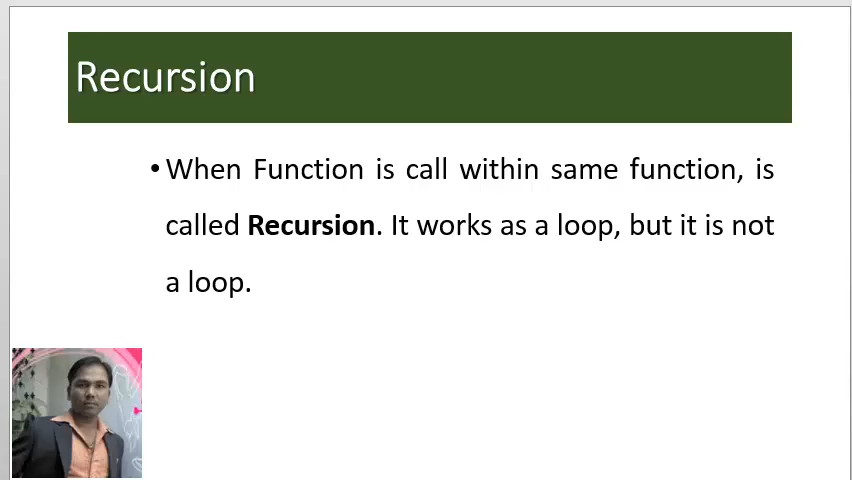 Recursion
• When Function is call within same function, is
called Recursion. It works as a loop, but it is not
a loop.